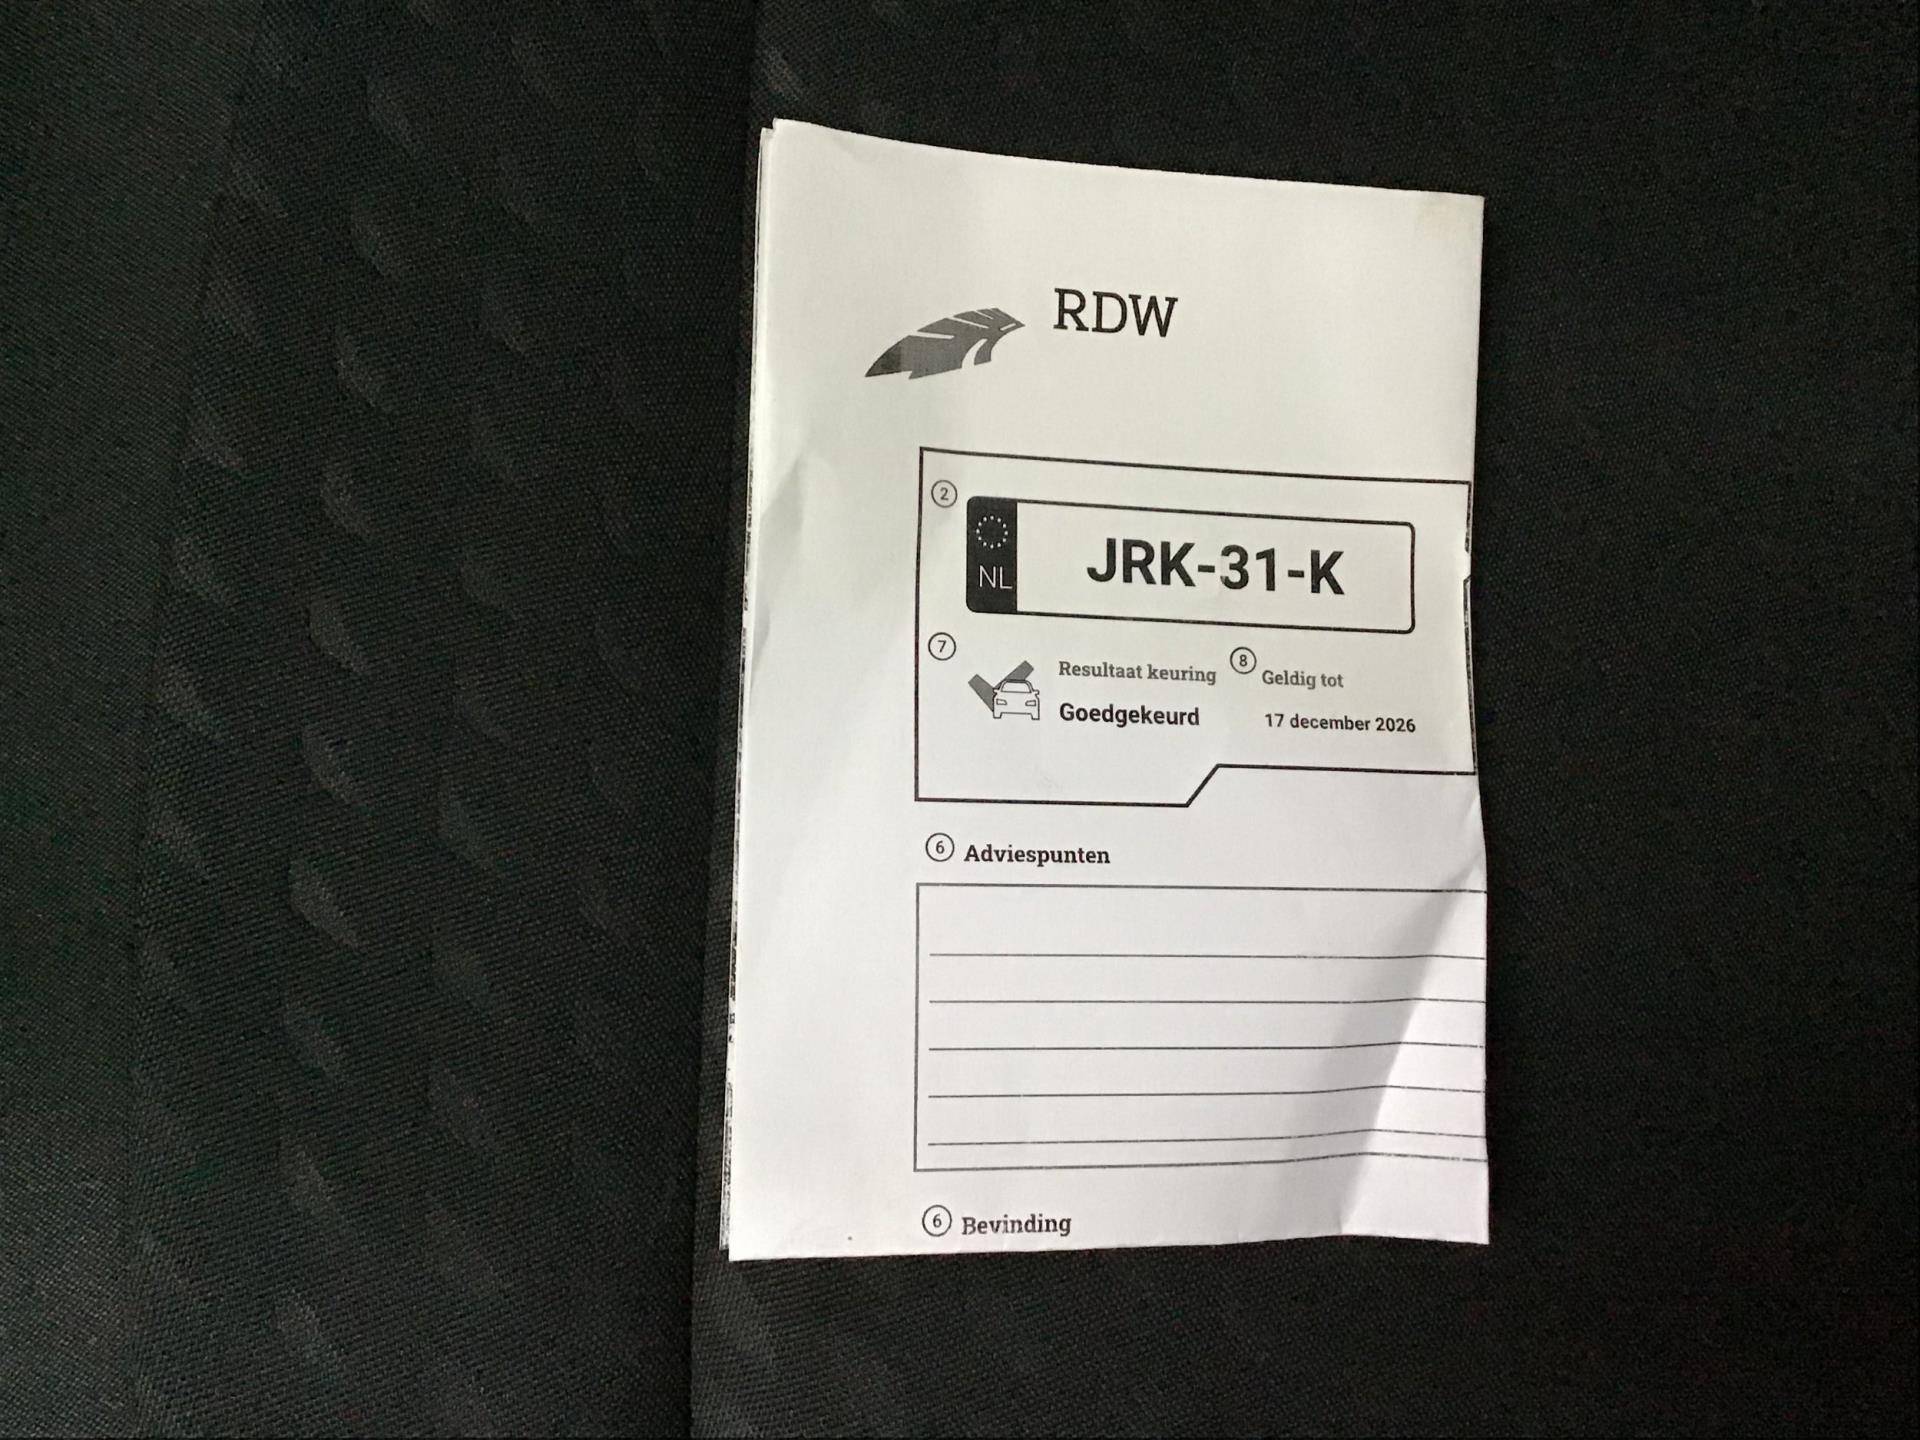 RDW
2
NL
JRK-31-K
7
Resultaat keuring
8
Geldig tot
Goedgekeurd
17 december 2026
6 Adviespunten
6 Bevinding